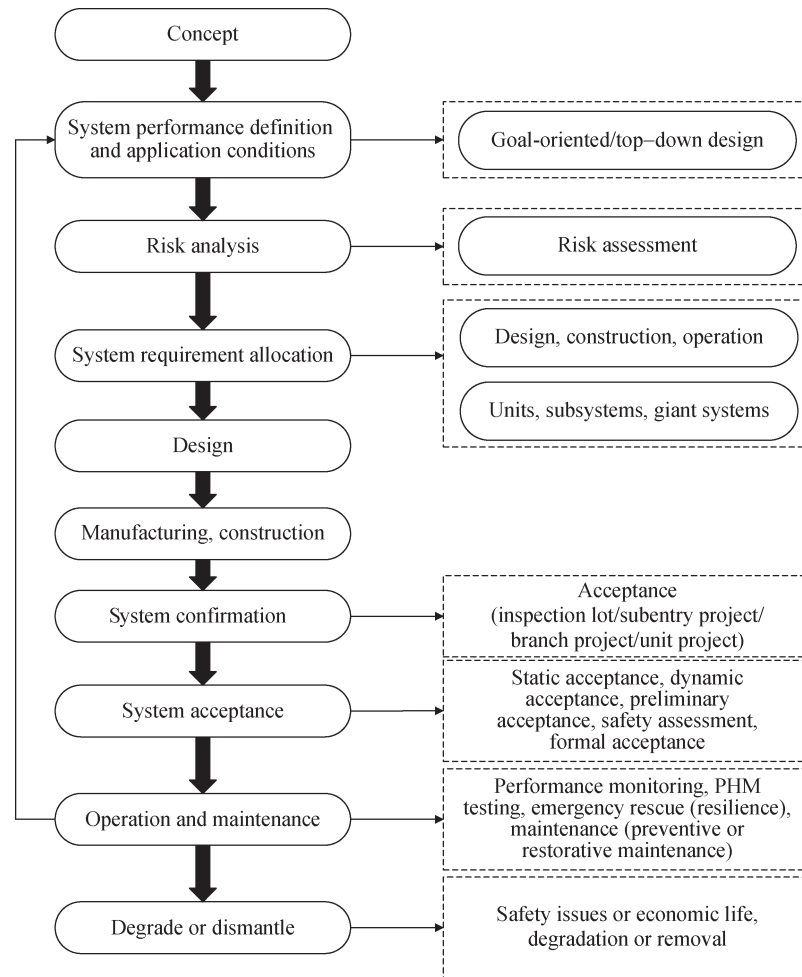 Concept
System performance definition
and application conditions
Goal-oriented/top–down design
Risk analysis
Risk assessment
System requirement allocation
Design, construction, operation
Units, subsystems, giant systems
Design
Manufacturing, construction
System confirmation
Acceptance
(inspection lot/subentry project/
branch project/unit project)
System acceptance
Static acceptance, dynamic
acceptance, preliminary
acceptance, safety assessment,
formal acceptance
Operation and maintenance
Performance monitoring, PHM
testing, emergency rescue (resilience),
maintenance (preventive or
restorative maintenance)
Degrade or dismantle
Safety issues or economic life,
degradation or removal